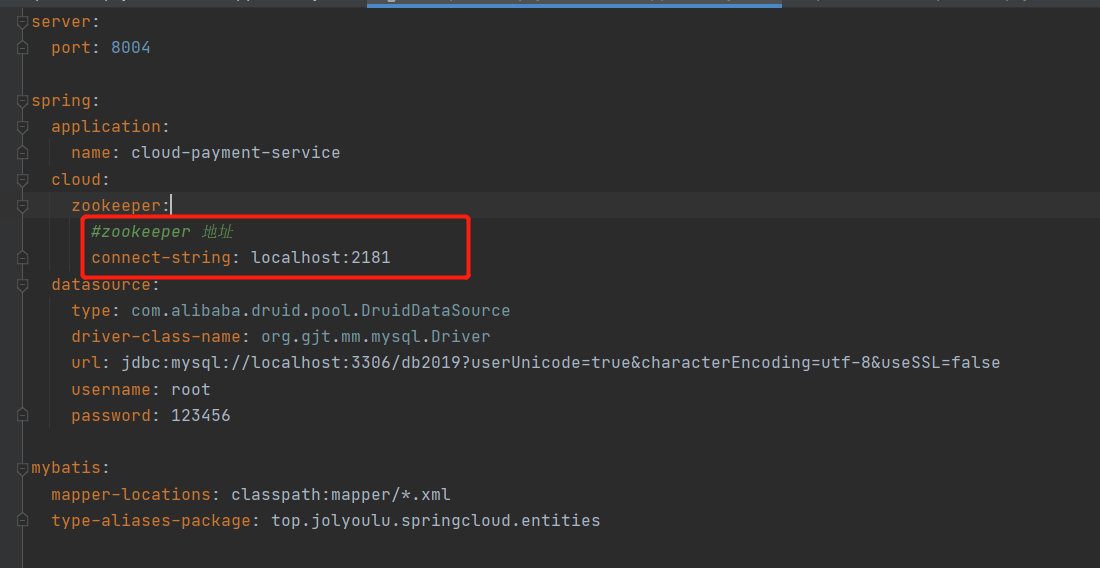 server:
  port: 8004
spring:
  application:
    name: cloud-payment-service
  cloud:
    zookeeper:
      #zookeeper 地址
      connect-string: localhost:2181
  datasource:
    type: com.alibaba.druid.pool.DruidDataSource
    driver-class-name: org.gjt.mm.mysql.Driver
    url: jdbc:mysql://localhost:3306/db2019?userUnicode=true&characterEncoding=utf-8&useSSL=false
    username: root
    password: 123456
mybatis:
  mapper-locations: classpath:mapper/*.xml
  type-aliases-package: top.jolyoulu.springcloud.entities